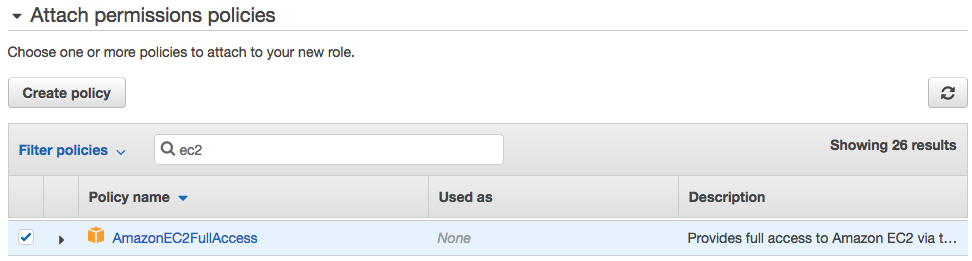 Attach permissions policies
Choose one or more policies to attach to your new role.
Create policy
Filter policies
ec2
Showing 26 results
Policy name
Used as
Description
AmazonEC2FullAccess
None
Provides full access to Amazon EC2 via t…